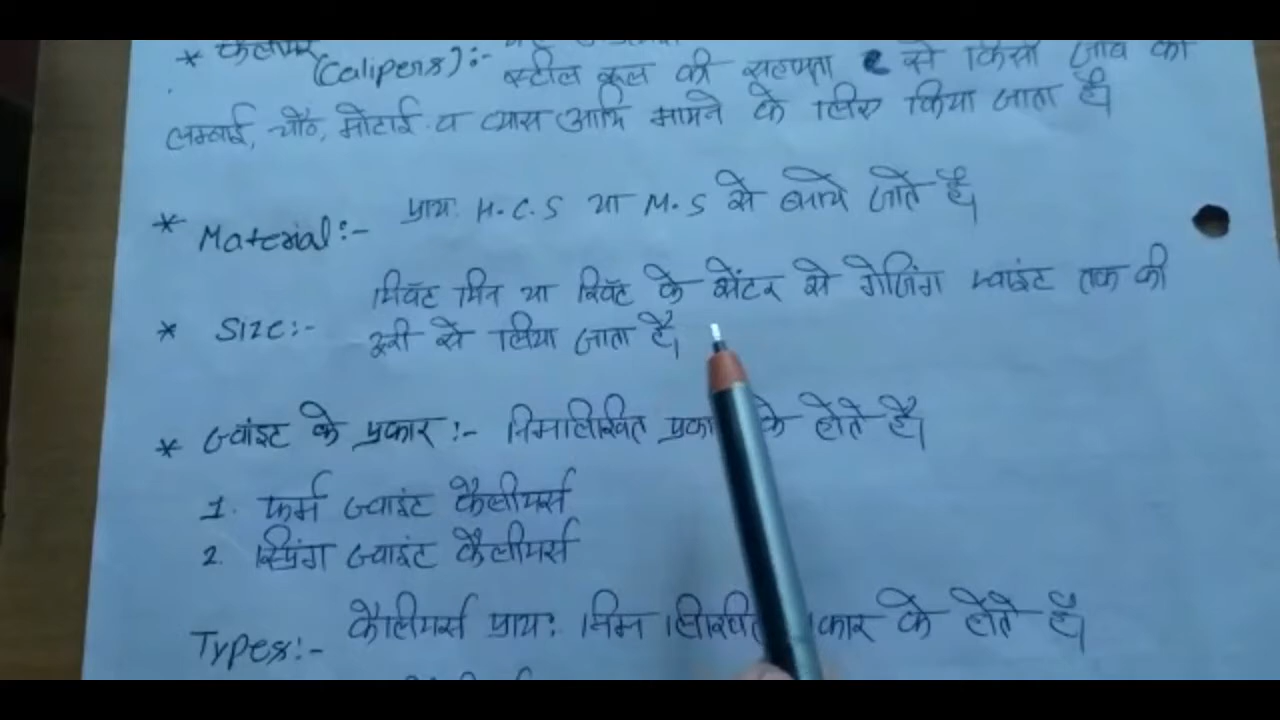 * (Calipers):-
स्टील रूल की सहायता से किसी जॉब की
लम्बाई, चौ॰, मोटाई व व्यास आदि मापने के लिए किया जाता है।
* Material:- प्राय: H.C.S या M.S से बनाये जाते है।
पिवॅट पिन या रिवॅट के सेंटर से गेजिंग प्वाइंट तक की
* Size:- दूरी से लिया जाता है।
* ज्वांइट के प्रकार :- निम्नलिखित प्रकार के होते है।
1. फर्म ज्वाइंट कैलीपर्स
2. स्प्रिंग ज्वाइंट कैलीपर्स
Types:- कैलीपर्स प्राय: निम्न लिखित प्रकार के होते है।